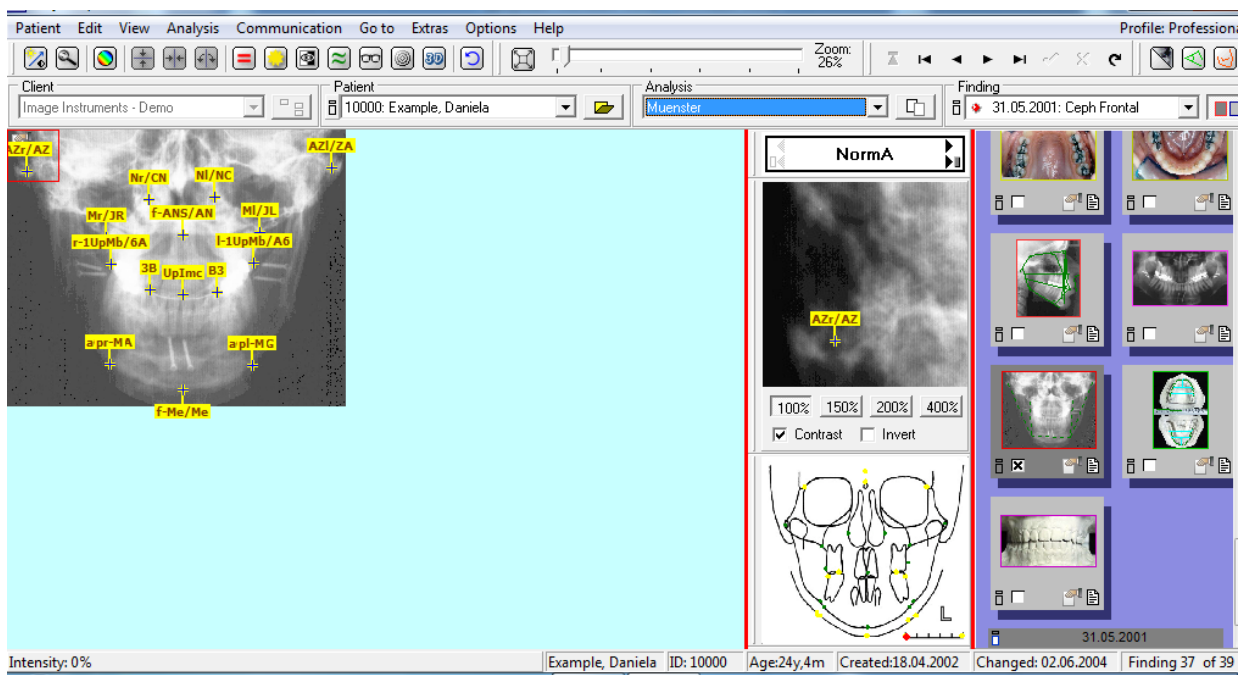 Patient Edit View Analysis Communication Go to Extras Options Help Profile: Professiona
3D Zoom: 26%
Client Patient Analysis Finding
Image Instruments - Demo 10000: Example, Daniela Muenster 31.05.2001: Ceph Frontal
AZr/AZ AZl/ZA
Nr/CN Nl/NC
Mr/JR f-ANS/AN Ml/JL
r-1UpMb/6A l-1UpMb/A6
3B UpImc B3
a pr-MA a pl-MG
f-Me/Me
NormA
AZr/AZ
100% 150% 200% 400%
Contrast Invert
L
31.05.2001
Intensity: 0% Example, Daniela ID: 10000 Age:24y,4m Created:18.04.2002 Changed: 02.06.2004 Finding 37 of 39